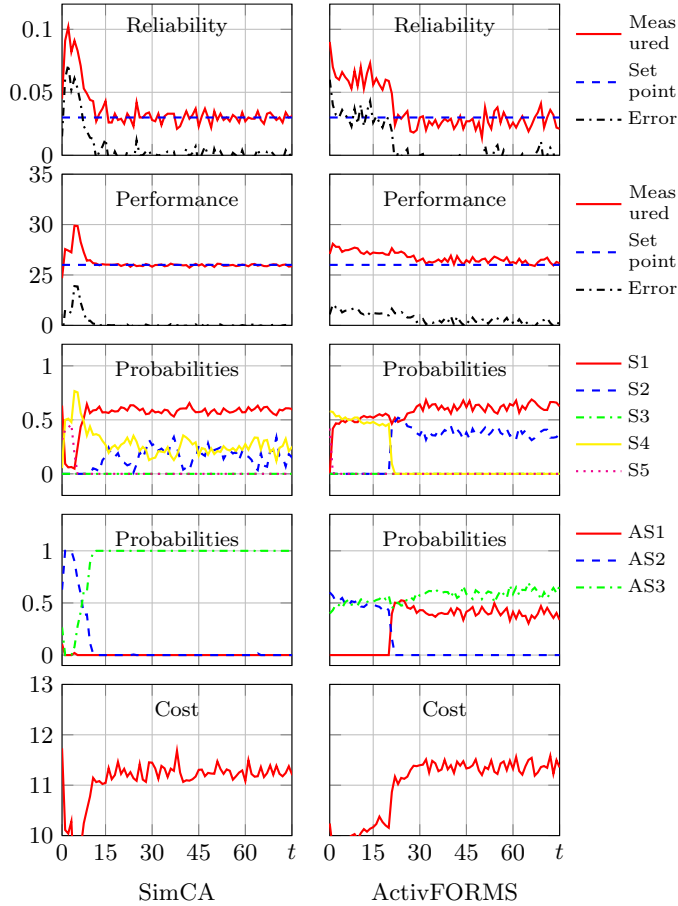 Reliability
Reliability
0.1
0.05
0
Meas
ured
Set
point
Error
Performance
Performance
35
30
25
0
Meas
ured
Set
point
Error
Probabilities
Probabilities
1
0.5
0
S1
S2
S3
S4
S5
Probabilities
Probabilities
1
0.5
0
AS1
AS2
AS3
Cost
Cost
13
12
11
10
0 15 30 45 60 t
0 15 30 45 60 t
SimCA
ActivFORMS